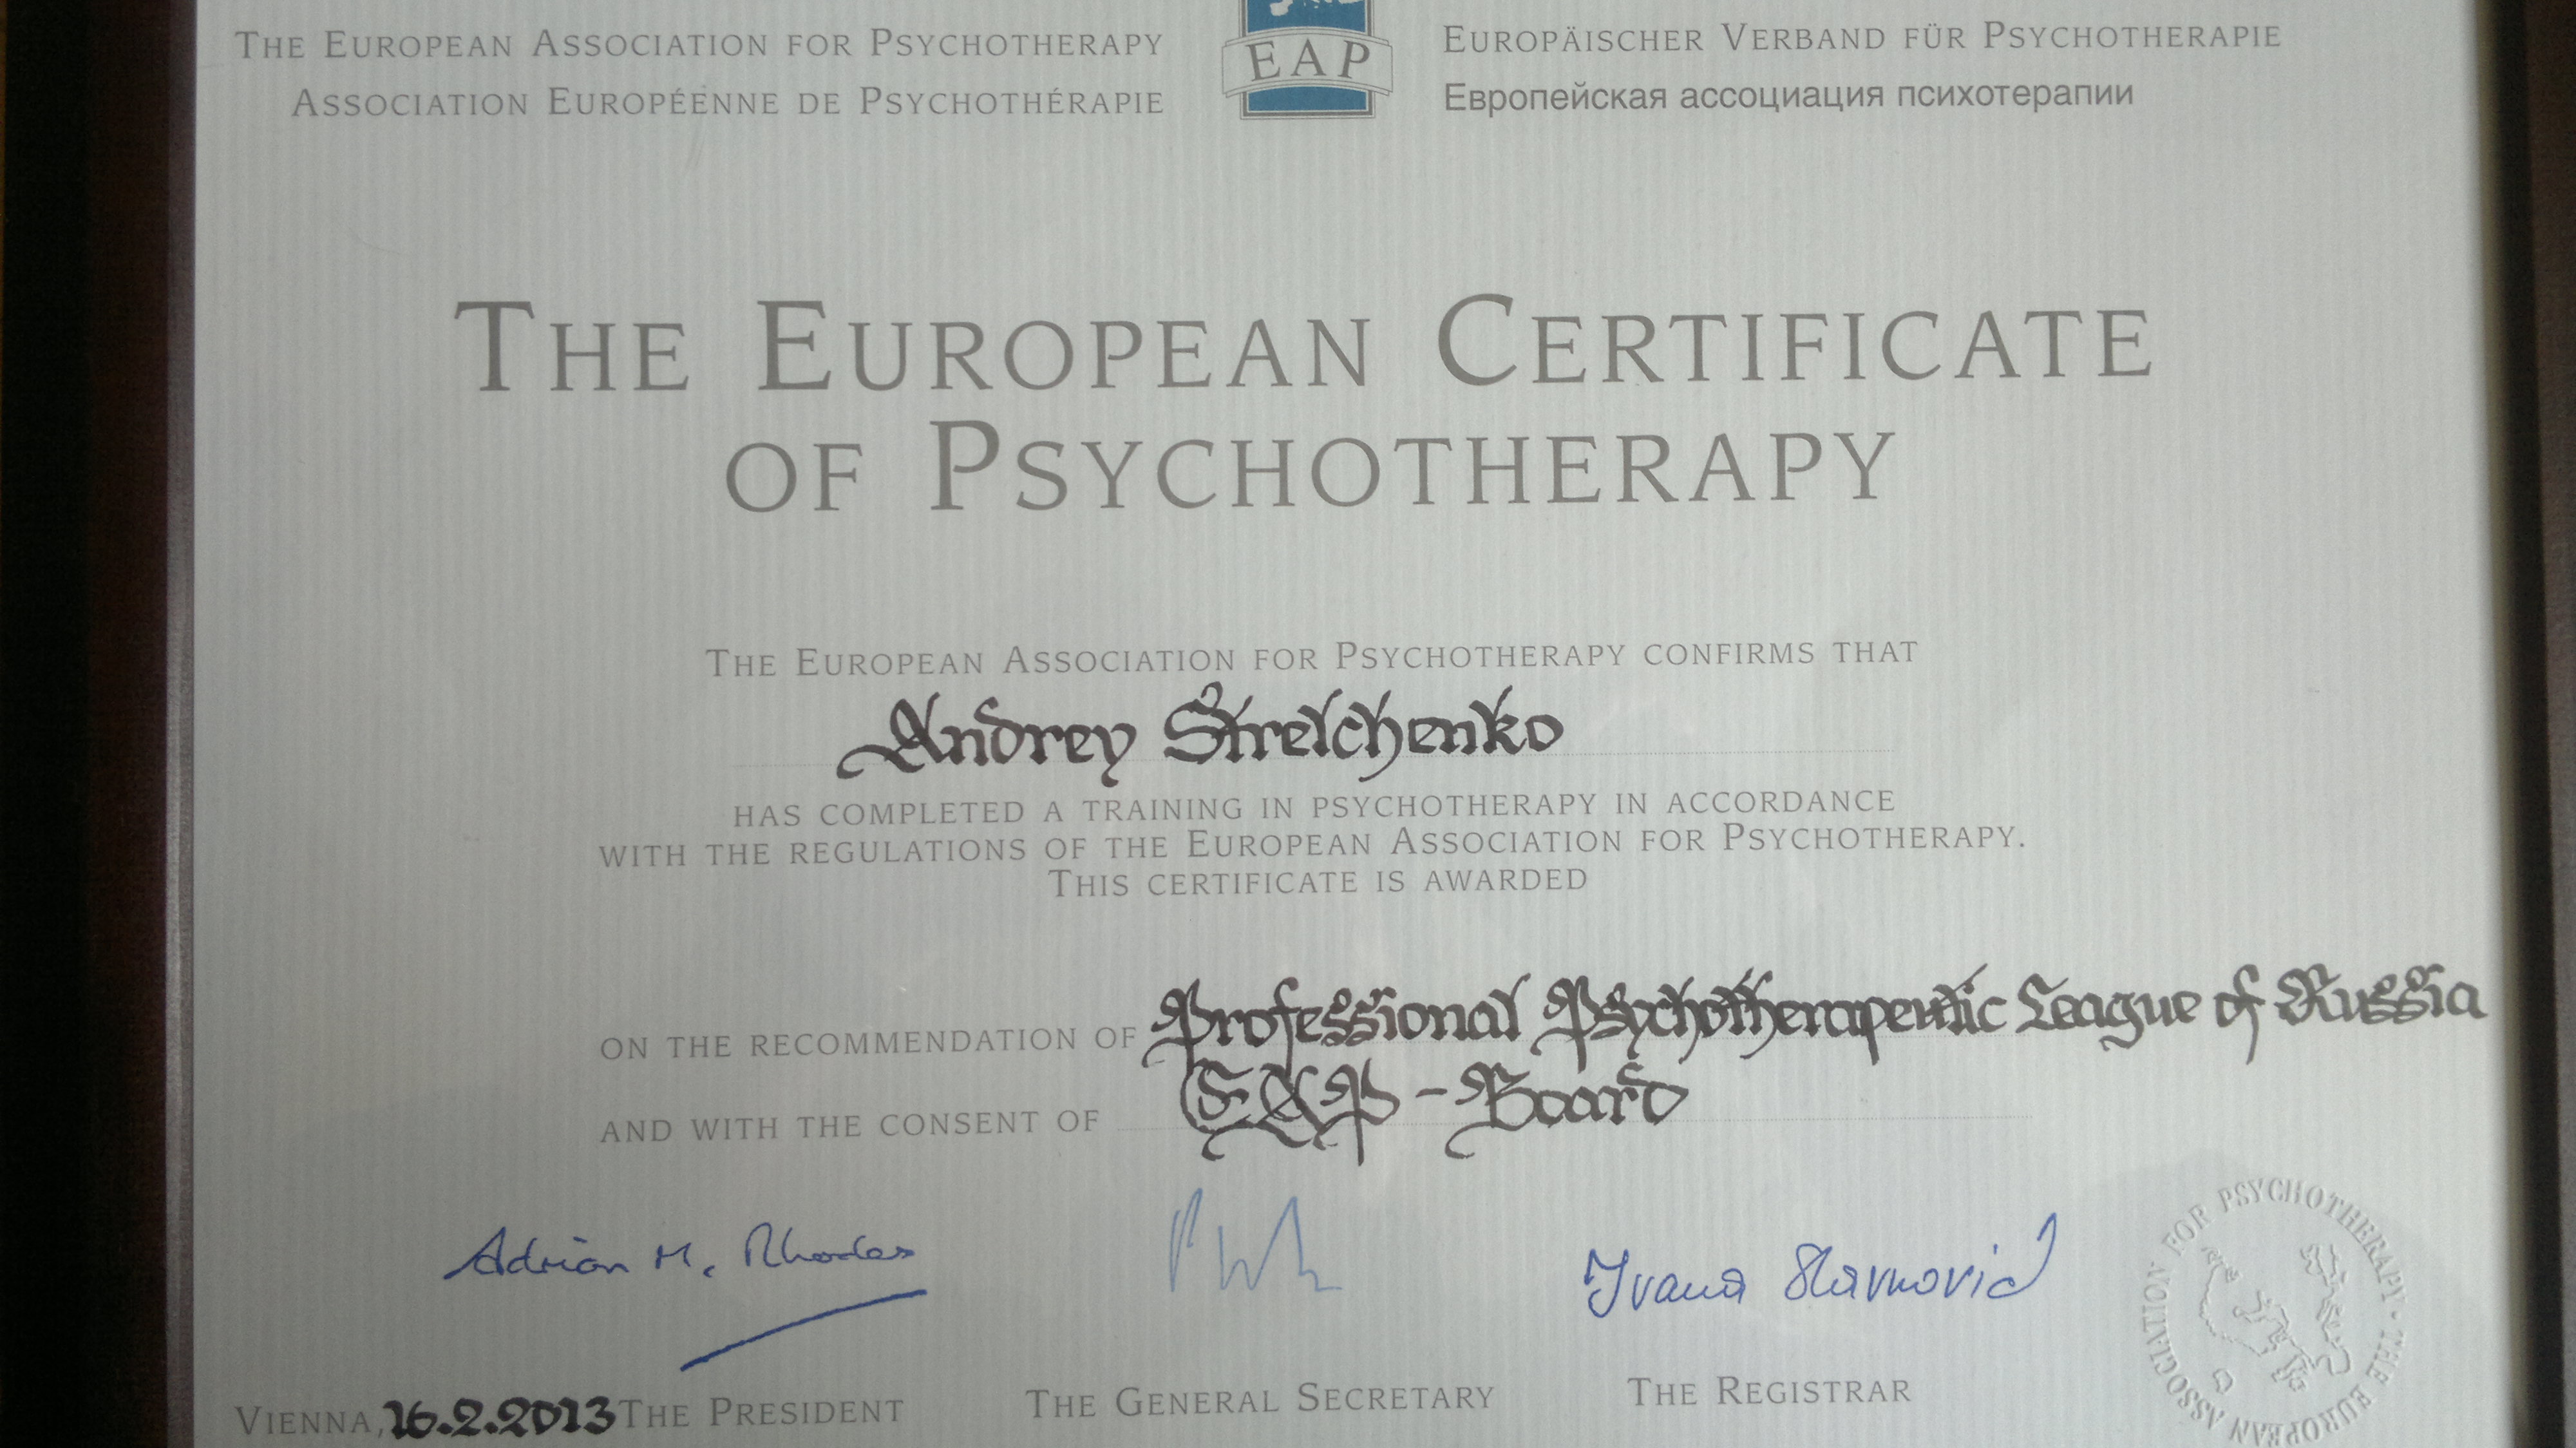 THE EUROPEAN ASSOCIATION FOR PSYCHOTHERAPY
ASSOCIATION EUROPÉENNE DE PSYCHOTHÉRAPIE
EAP
EUROPÄISCHER VERBAND FÜR PSYCHOTHERAPIE
Европейская ассоциация психотерапии
THE EUROPEAN CERTIFICATE
OF PSYCHOTHERAPY
THE EUROPEAN ASSOCIATION FOR PSYCHOTHERAPY CONFIRMS THAT
Andrey Strelchenko
HAS COMPLETED A TRAINING IN PSYCHOTHERAPY IN ACCORDANCE
WITH THE REGULATIONS OF THE EUROPEAN ASSOCIATION FOR PSYCHOTHERAPY.
THIS CERTIFICATE IS AWARDED
ON THE RECOMMENDATION OF Professional Psychotherapeutic League of Russia
AND WITH THE CONSENT OF EAP - Board
Adrian M. Rhodes
Ivana Slavković
VIENNA, 16.2.2013 THE PRESIDENT
THE GENERAL SECRETARY
THE REGISTRAR
THE EUROPEAN ASSOCIATION FOR PSYCHOTHERAPY